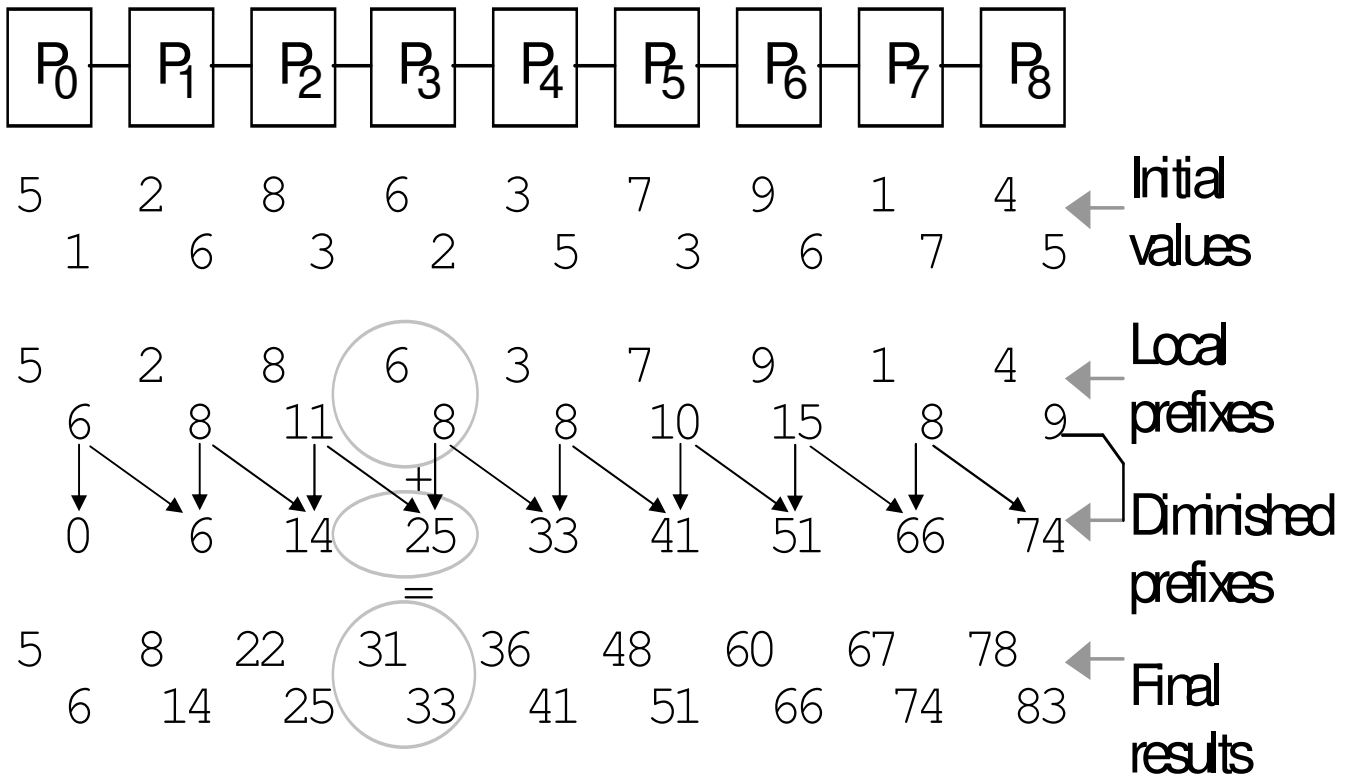 P0 P1 P2 P3 P4 P5 P6 P7 P8
5 2 8 6 3 7 9 1 4
1 6 3 2 5 3 6 7 5
Initial
values
5 2 8 6 3 7 9 1 4
6 8 11 8 8 10 15 8 9
Local
prefixes
+
0 6 14 25 33 41 51 66 74
Diminished
prefixes
=
5 8 22 31 36 48 60 67 78
6 14 25 33 41 51 66 74 83
Final
results